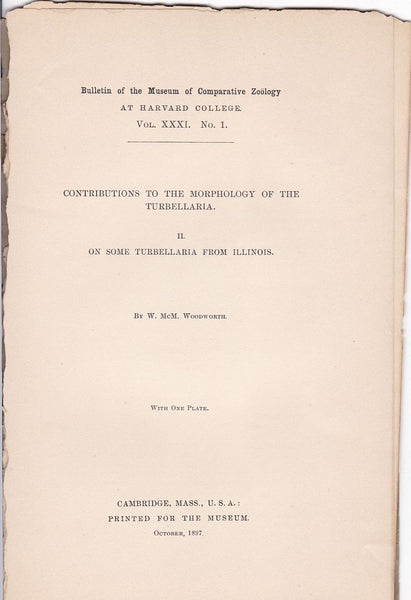 Bulletin of the Museum of Comparative Zoölogy
AT HARVARD COLLEGE.
VOL. XXXI. No. 1.
CONTRIBUTIONS TO THE MORPHOLOGY OF THE
TURBELLARIA.
II.
ON SOME TURBELLARIA FROM ILLINOIS.
BY W. McM. WOODWORTH.
WITH ONE PLATE.
CAMBRIDGE, MASS., U. S. A.:
PRINTED FOR THE MUSEUM.
OCTOBER, 1897.